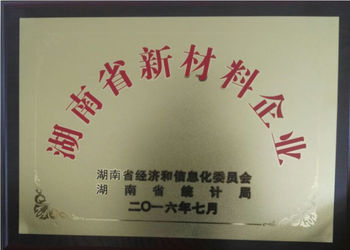 湖南省新材料企业
湖南省经济和信息化委员会
湖南省统计局
二〇一六年七月